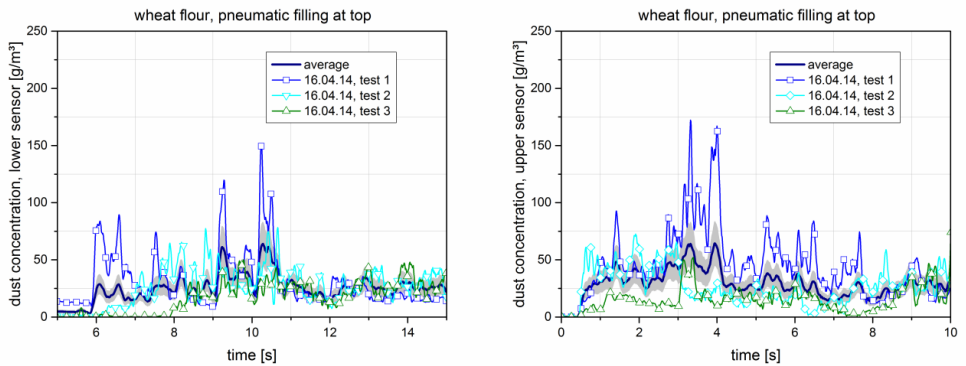 wheat flour, pneumatic filling at top
250
200
150
100
50
0
dust concentration, lower sensor [g/m³]
average
16.04.14, test 1
16.04.14, test 2
16.04.14, test 3
6 8 10 12 14
time [s]
wheat flour, pneumatic filling at top
250
200
150
100
50
0
dust concentration, upper sensor [g/m³]
average
16.04.14, test 1
16.04.14, test 2
16.04.14, test 3
0 2 4 6 8 10
time [s]